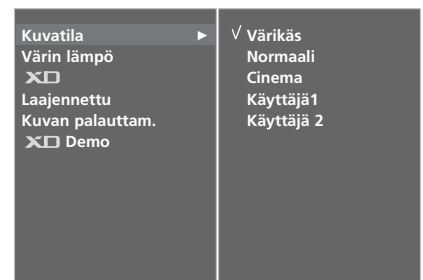 Kuvatila ►
Värin lämpö
XD
Laajennettu
Kuvan palauttam.
XD Demo
√ Värikäs
Normaali
Cinema
Käyttäjä1
Käyttäjä 2